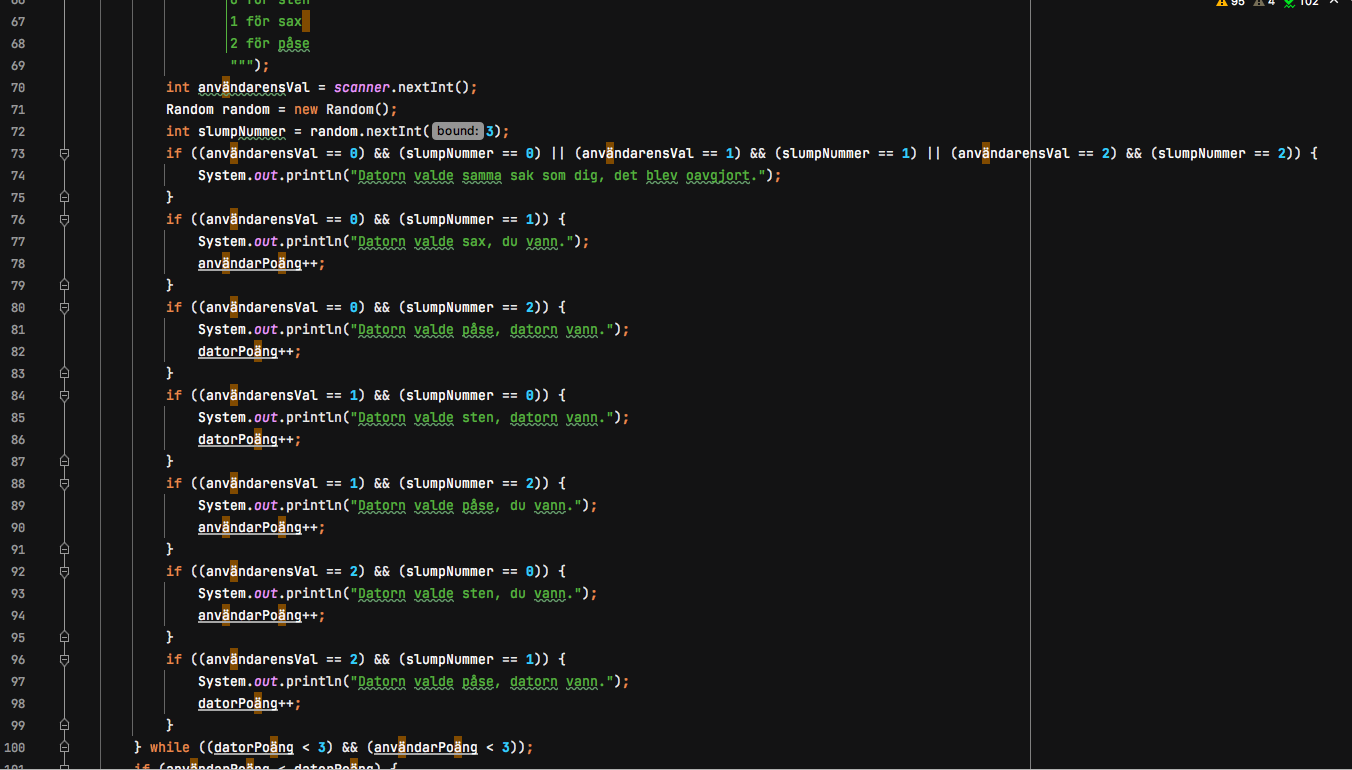 95 4 102
66 0 för sten
67 1 för sax
68 2 för påse
69 """);
70 int användarensVal = scanner.nextInt();
71 Random random = new Random();
72 int slumpNummer = random.nextInt( bound: 3);
73 if ((användarensVal == 0) && (slumpNummer == 0) || (användarensVal == 1) && (slumpNummer == 1) || (användarensVal == 2) && (slumpNummer == 2)) {
74 System.out.println("Datorn valde samma sak som dig, det blev oavgjort.");
75 }
76 if ((användarensVal == 0) && (slumpNummer == 1)) {
77 System.out.println("Datorn valde sax, du vann.");
78 användarPoäng++;
79 }
80 if ((användarensVal == 0) && (slumpNummer == 2)) {
81 System.out.println("Datorn valde påse, datorn vann.");
82 datorPoäng++;
83 }
84 if ((användarensVal == 1) && (slumpNummer == 0)) {
85 System.out.println("Datorn valde sten, datorn vann.");
86 datorPoäng++;
87 }
88 if ((användarensVal == 1) && (slumpNummer == 2)) {
89 System.out.println("Datorn valde påse, du vann.");
90 användarPoäng++;
91 }
92 if ((användarensVal == 2) && (slumpNummer == 0)) {
93 System.out.println("Datorn valde sten, du vann.");
94 användarPoäng++;
95 }
96 if ((användarensVal == 2) && (slumpNummer == 1)) {
97 System.out.println("Datorn valde påse, datorn vann.");
98 datorPoäng++;
99 }
100 } while ((datorPoäng < 3) && (användarPoäng < 3));
101 if (användarPoäng < datorPoäng) {